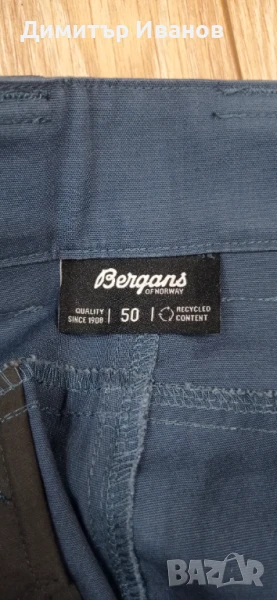 Димитър Иванов
Bergans
OF NORWAY
QUALITY
SINCE 1908
50
RECYCLED
CONTENT
BAZAR